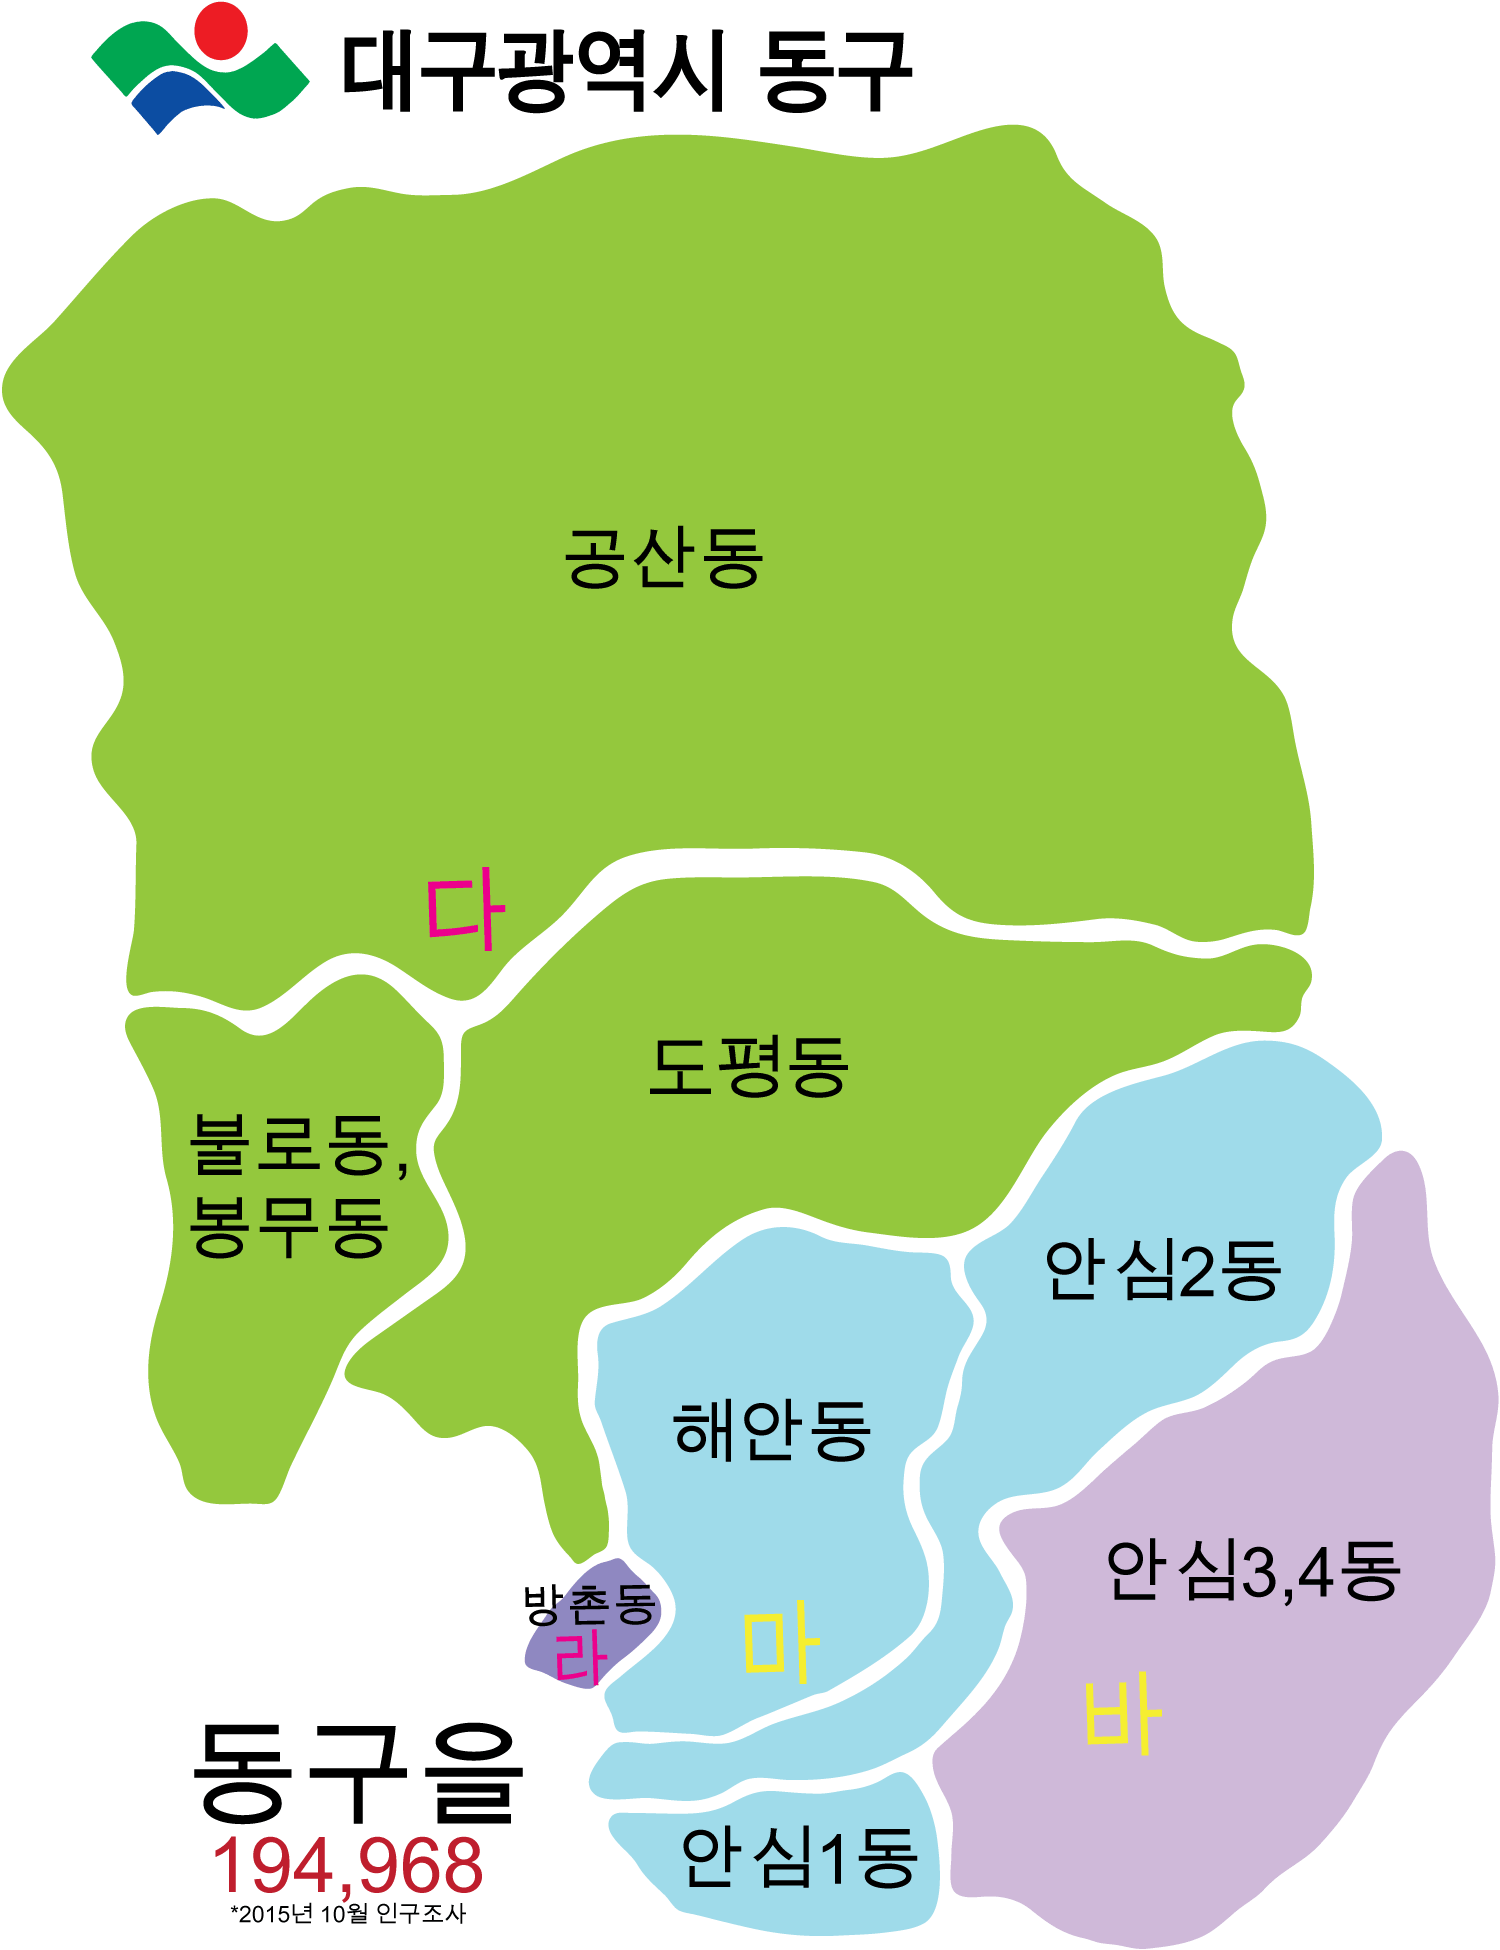 대구광역시 동구
공산동
다
도평동
불로동,
봉무동
안심2동
해안동
안심3,4동
방촌동
라
마
바
동구을
194,968
*2015년 10월 인구조사
안심1동